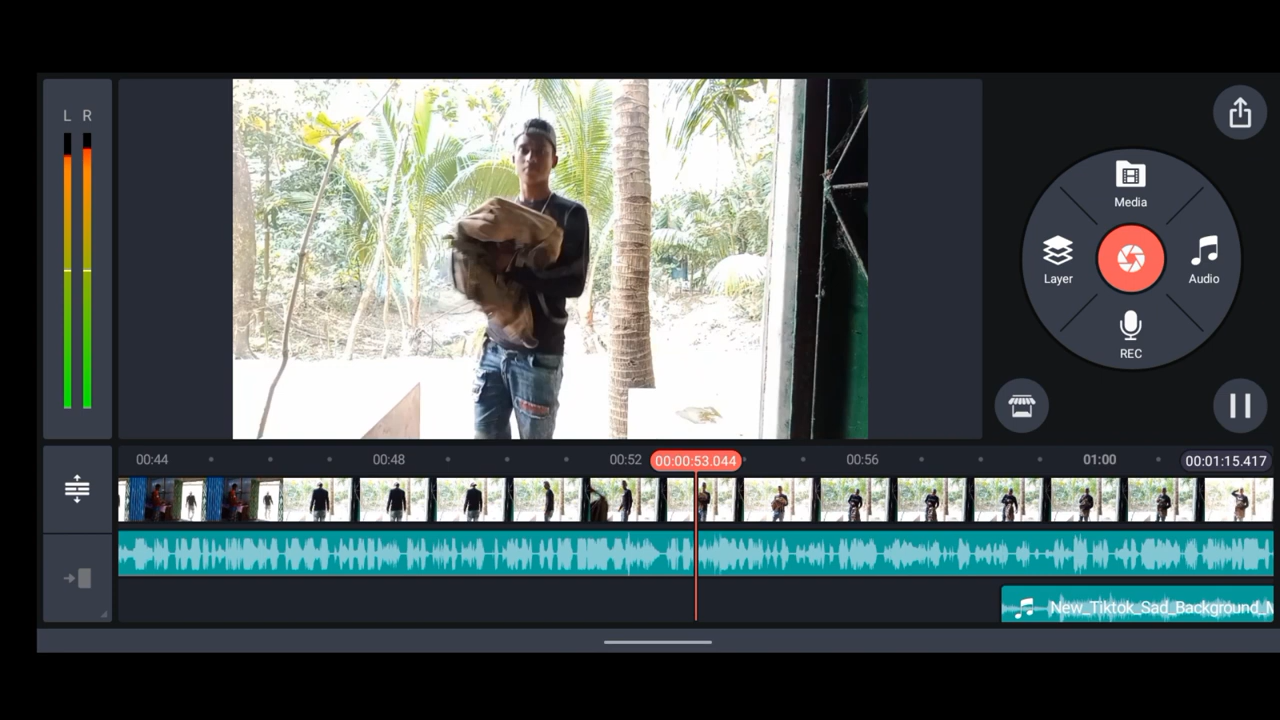 L R
Media
Layer
Audio
REC
00:44
00:48
00:52
00:00:53.044
00:56
01:00
00:01:15.417
New_Tiktok_Sad_Background_M